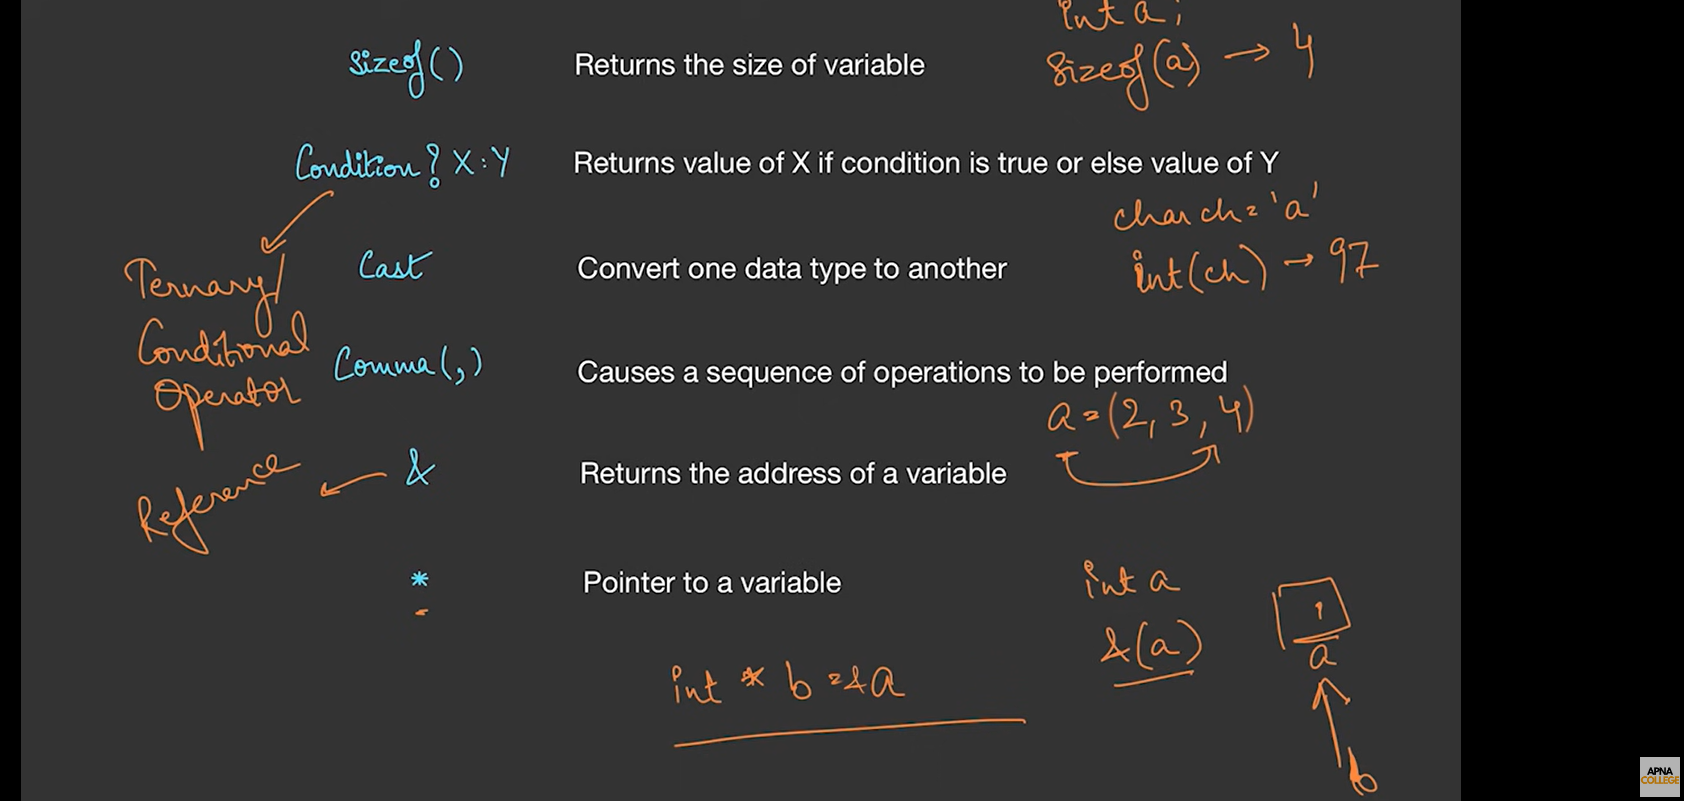 int a;
Sizeof() Returns the size of variable Sizeof(a) → 4
Condition? X:Y Returns value of X if condition is true or else value of Y
char ch = 'a'
Cast Convert one data type to another int(ch) → 97
Ternary/
Conditional
Operator
Comma(,) Causes a sequence of operations to be performed
a = (2, 3, 4)
& Returns the address of a variable
Reference
* Pointer to a variable int a
&(a)
1
a
int * b = &a
b
APNA
COLLEGE